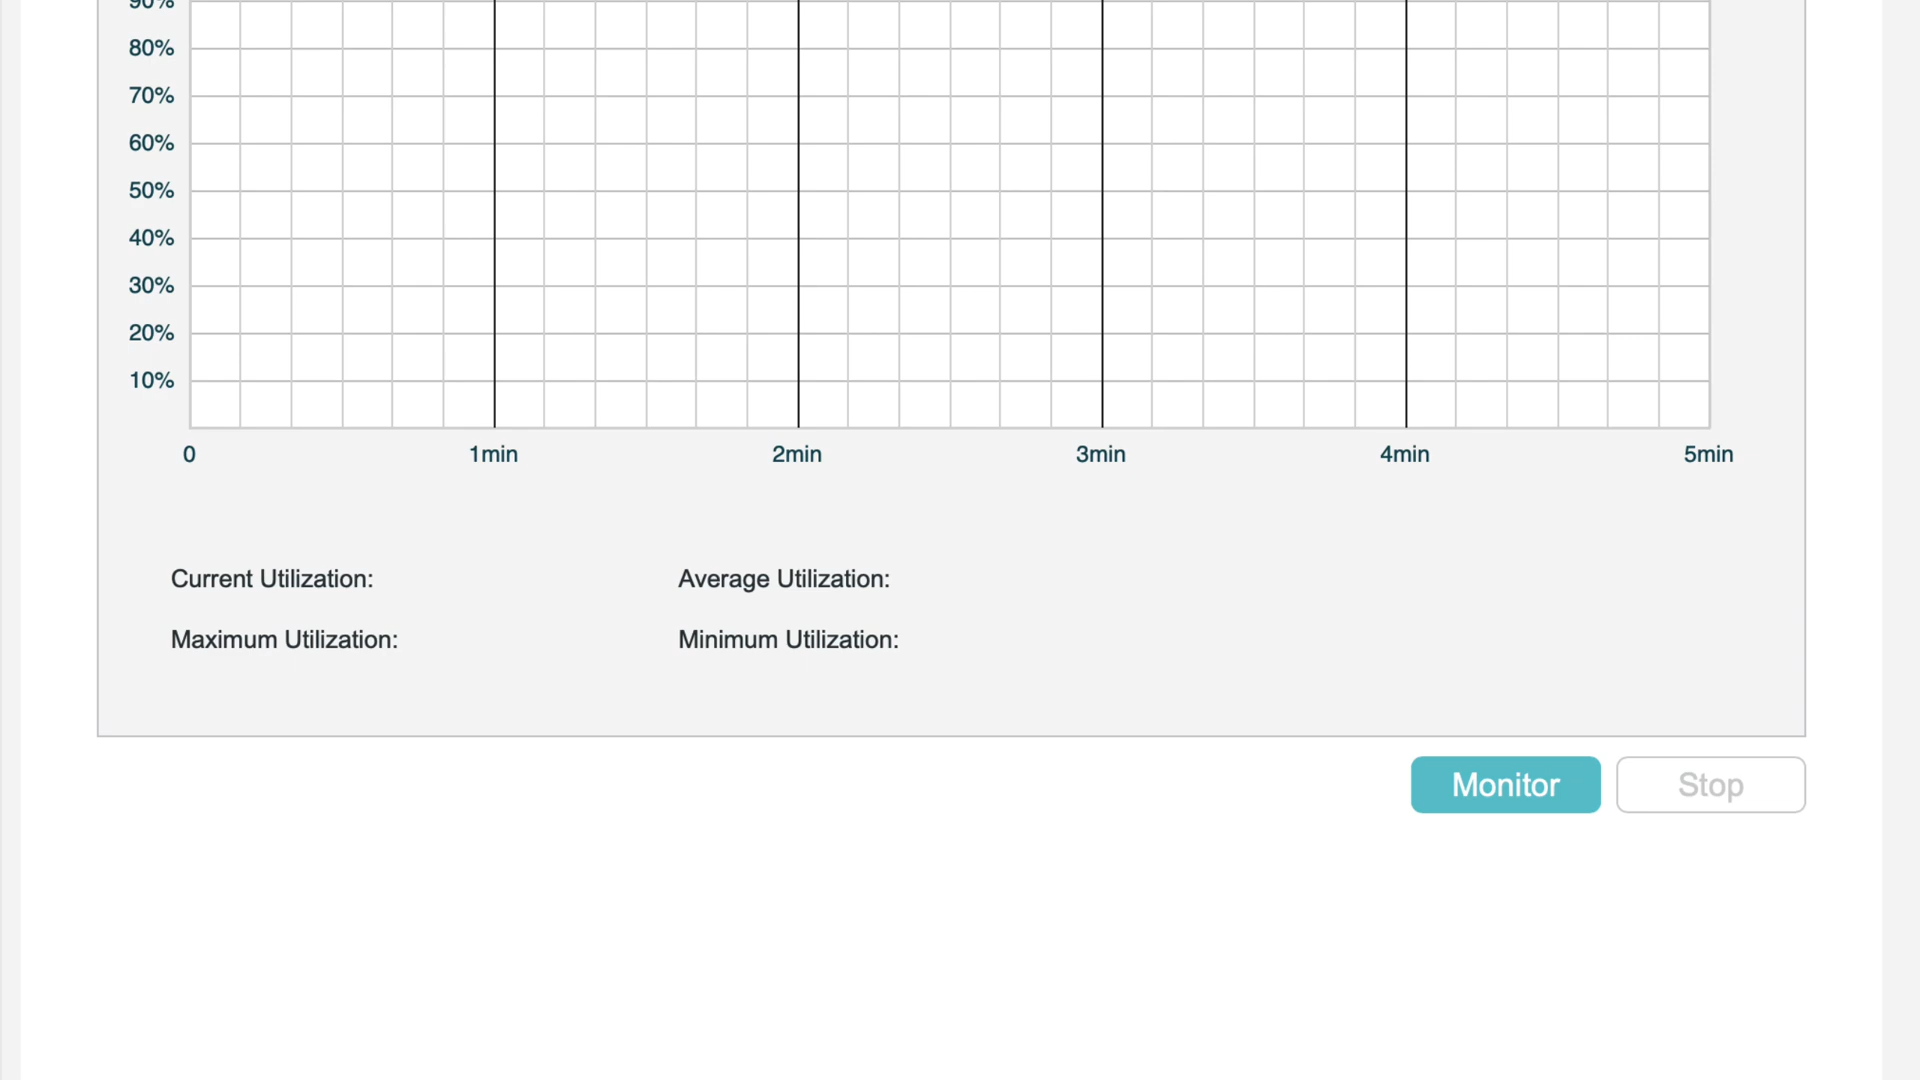 90%
80%
70%
60%
50%
40%
30%
20%
10%
0 1min 2min 3min 4min 5min
Current Utilization: Average Utilization:
Maximum Utilization: Minimum Utilization:
Monitor Stop